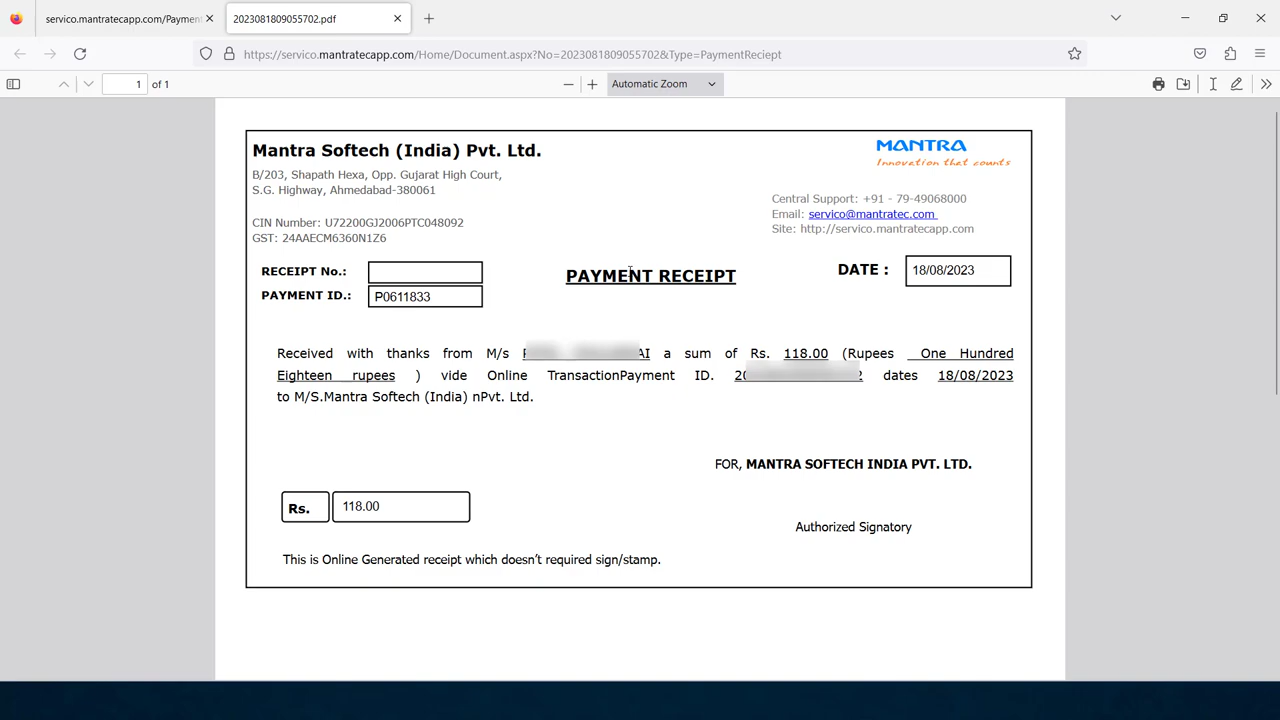 servico.mantratecapp.com/Payment
2023081809055702.pdf
https://servico.mantratecapp.com/Home/Document.aspx?No=2023081809055702&Type=PaymentReciept
1 of 1
Automatic Zoom
Mantra Softech (India) Pvt. Ltd.
MANTRA
Innovation that counts
B/203, Shapath Hexa, Opp. Gujarat High Court,
S.G. Highway, Ahmedabad-380061
Central Support: +91 - 79-49068000
Email: servico@mantratec.com
Site: http://servico.mantratecapp.com
CIN Number: U72200GJ2006PTC048092
GST: 24AAECM6360N1Z6
RECEIPT No.:
PAYMENT ID.: P0611833
PAYMENT RECEIPT
DATE : 18/08/2023
Received with thanks from M/s a sum of Rs. 118.00 (Rupees One Hundred
Eighteen rupees ) vide Online TransactionPayment ID. dates 18/08/2023
to M/S.Mantra Softech (India) nPvt. Ltd.
FOR, MANTRA SOFTECH INDIA PVT. LTD.
Rs. 118.00
Authorized Signatory
This is Online Generated receipt which doesn't required sign/stamp.